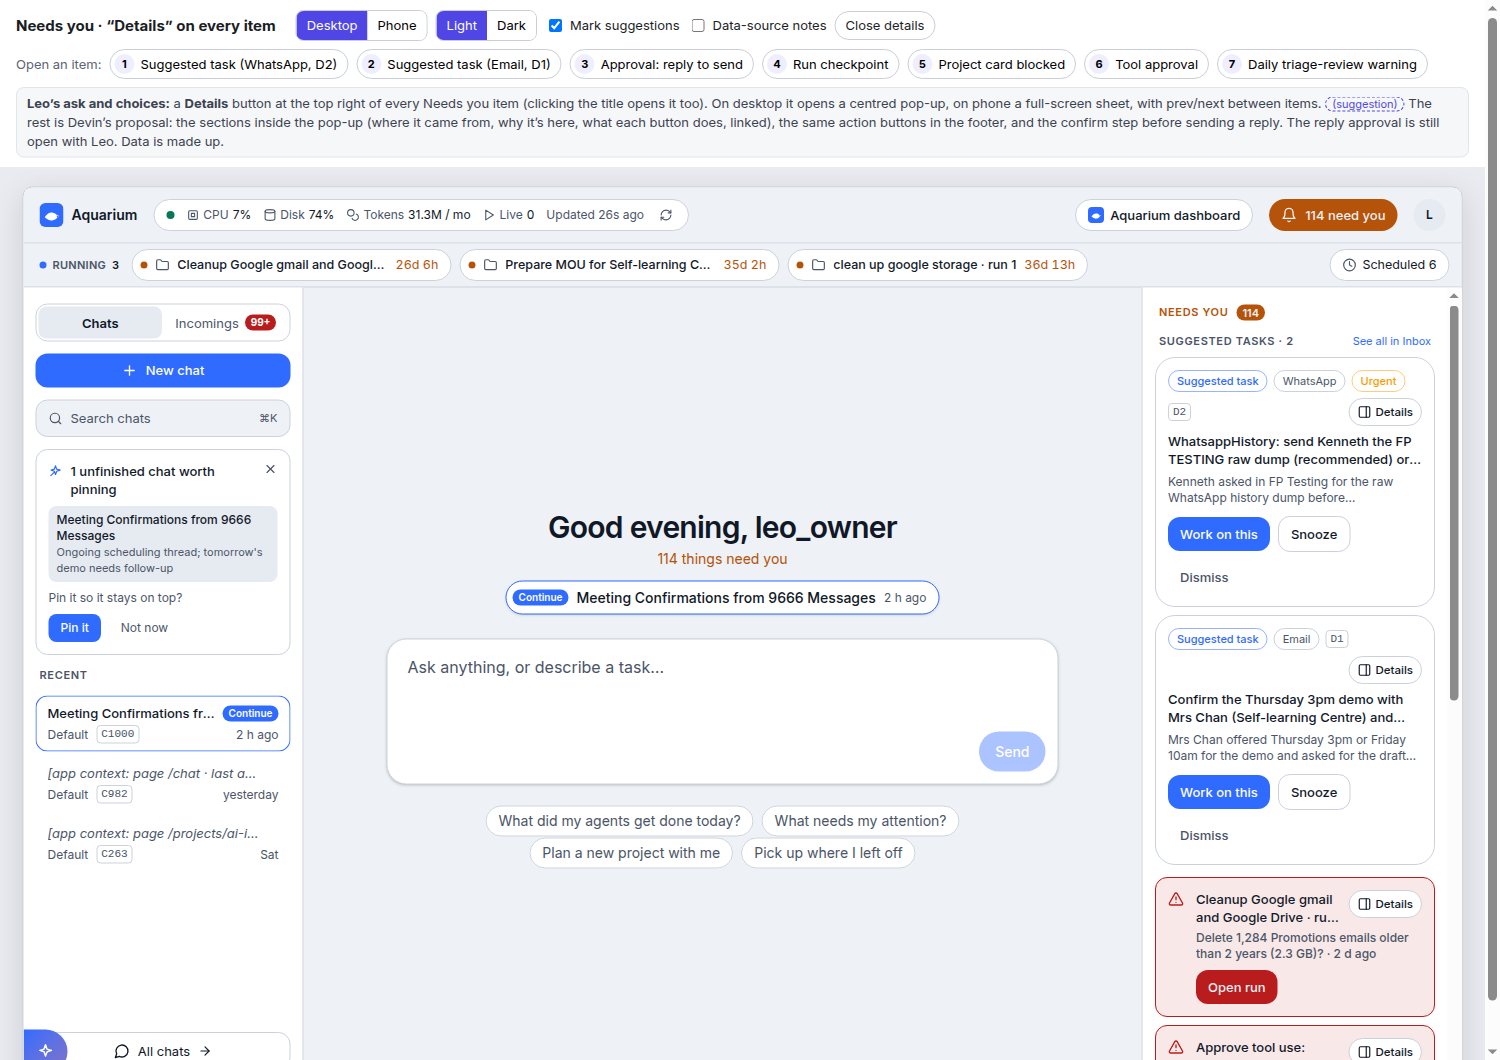 Needs you · “Details” on every item
Desktop Phone
Light Dark
Mark suggestions
Data-source notes
Close details
Open an item:
1 Suggested task (WhatsApp, D2)
2 Suggested task (Email, D1)
3 Approval: reply to send
4 Run checkpoint
5 Project card blocked
6 Tool approval
7 Daily triage-review warning
Leo’s ask and choices: a Details button at the top right of every Needs you item (clicking the title opens it too). On desktop it opens a centred pop-up, on phone a full-screen sheet, with prev/next between items. (suggestion) The
rest is Devin’s proposal: the sections inside the pop-up (where it came from, why it’s here, what each button does, linked), the same action buttons in the footer, and the confirm step before sending a reply. The reply approval is still
open with Leo. Data is made up.
Aquarium
CPU 7% Disk 74% Tokens 31.3M / mo Live 0 Updated 26s ago
Aquarium dashboard
114 need you
L
RUNNING 3
Cleanup Google gmail and Googl... 26d 6h
Prepare MOU for Self-learning C... 35d 2h
clean up google storage · run 1 36d 13h
Scheduled 6
Chats
Incomings 99+
New chat
Search chats ⌘K
1 unfinished chat worth
pinning
Meeting Confirmations from 9666
Messages
Ongoing scheduling thread; tomorrow's
demo needs follow-up
Pin it so it stays on top?
Pin it Not now
RECENT
Meeting Confirmations fr... Continue
Default C1000 2 h ago
[app context: page /chat · last a...
Default C982 yesterday
[app context: page /projects/ai-i...
Default C263 Sat
All chats
Good evening, leo_owner
114 things need you
Continue Meeting Confirmations from 9666 Messages 2 h ago
Ask anything, or describe a task...
Send
What did my agents get done today? What needs my attention?
Plan a new project with me Pick up where I left off
NEEDS YOU 114
SUGGESTED TASKS · 2 See all in Inbox
Suggested task WhatsApp Urgent
D2 Details
WhatsappHistory: send Kenneth the FP
TESTING raw dump (recommended) or...
Kenneth asked in FP Testing for the raw
WhatsApp history dump before...
Work on this Snooze
Dismiss
Suggested task Email D1
Details
Confirm the Thursday 3pm demo with
Mrs Chan (Self-learning Centre) and...
Mrs Chan offered Thursday 3pm or Friday
10am for the demo and asked for the draft...
Work on this Snooze
Dismiss
Cleanup Google gmail
and Google Drive · ru...
Details
Delete 1,284 Promotions emails older
than 2 years (2.3 GB)? · 2 d ago
Open run
Approve tool use:
Details